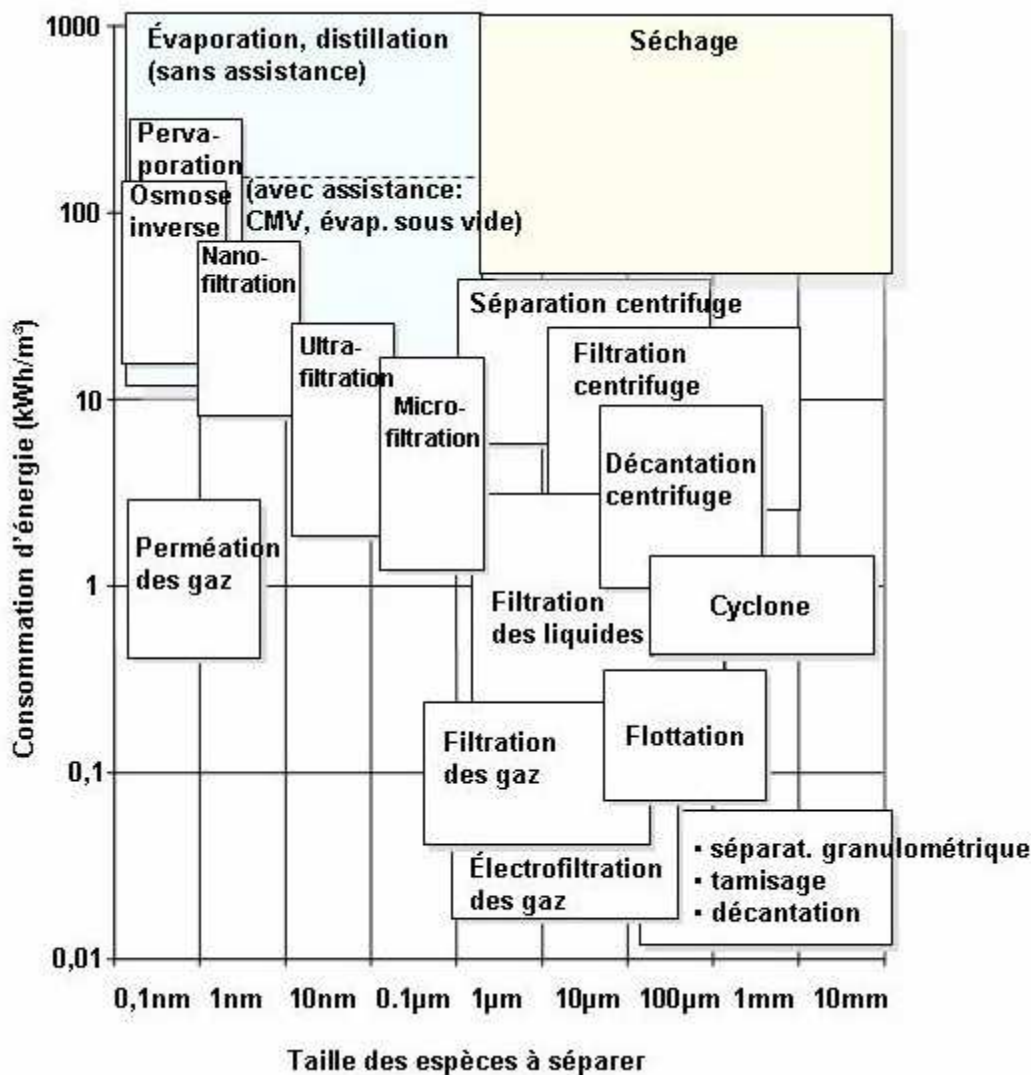 1000
Évaporation, distillation
(sans assistance)
Séchage
Perva-
poration
(avec assistance:
CMV, évap. sous vide)
100
Osmose
inverse
Nano-
filtration
Séparation centrifuge
Ultra-
filtration
Filtration
centrifuge
10
Micro-
filtration
Décantation
centrifuge
Perméation
des gaz
1
Filtration
des liquides
Cyclone
Filtration
des gaz
Flottation
0,1
Électrofiltration
des gaz
▪ séparat. granulométrique
▪ tamisage
▪ décantation
0,01
Consommation d'énergie (kWh/m³)
0,1nm 1nm 10nm 0.1µm 1µm 10µm 100µm 1mm 10mm
Taille des espèces à séparer